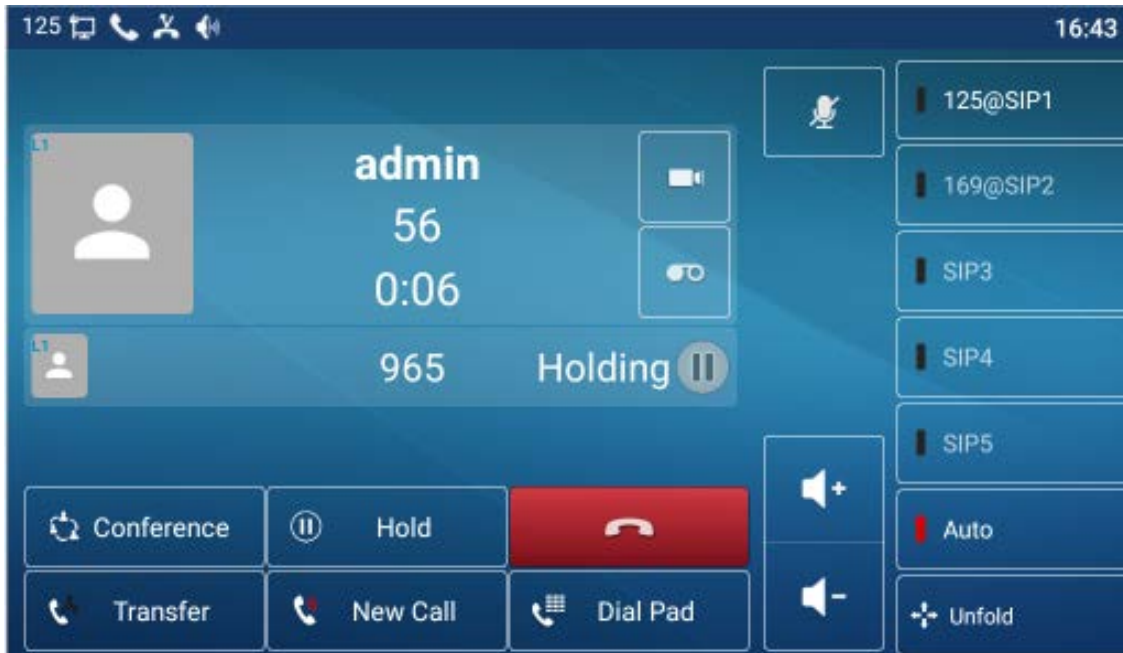 125
16:43
L1
admin
56
0:06
L1
965 Holding
Conference
Hold
Transfer
New Call
Dial Pad
125@SIP1
169@SIP2
SIP3
SIP4
SIP5
Auto
Unfold